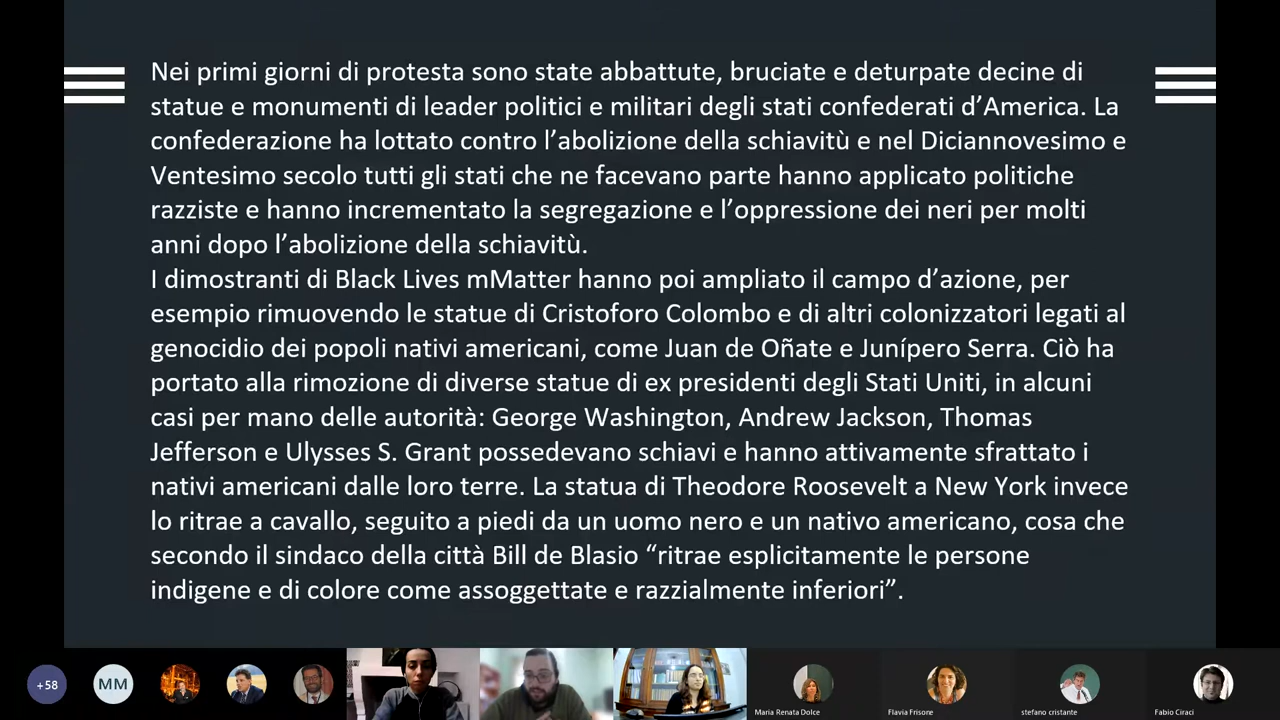 Nei primi giorni di protesta sono state abbattute, bruciate e deturpate decine di
statue e monumenti di leader politici e militari degli stati confederati d’America. La
confederazione ha lottato contro l’abolizione della schiavitù e nel Diciannovesimo e
Ventesimo secolo tutti gli stati che ne facevano parte hanno applicato politiche
razziste e hanno incrementato la segregazione e l’oppressione dei neri per molti
anni dopo l’abolizione della schiavitù.
I dimostranti di Black Lives mMatter hanno poi ampliato il campo d’azione, per
esempio rimuovendo le statue di Cristoforo Colombo e di altri colonizzatori legati al
genocidio dei popoli nativi americani, come Juan de Oñate e Junípero Serra. Ciò ha
portato alla rimozione di diverse statue di ex presidenti degli Stati Uniti, in alcuni
casi per mano delle autorità: George Washington, Andrew Jackson, Thomas
Jefferson e Ulysses S. Grant possedevano schiavi e hanno attivamente sfrattato i
nativi americani dalle loro terre. La statua di Theodore Roosevelt a New York invece
lo ritrae a cavallo, seguito a piedi da un uomo nero e un nativo americano, cosa che
secondo il sindaco della città Bill de Blasio “ritrae esplicitamente le persone
indigene e di colore come assoggettate e razzialmente inferiori”.
+58
MM
Maria Renata Dolce
Flavia Frisone
stefano cristante
Fabio Ciracì